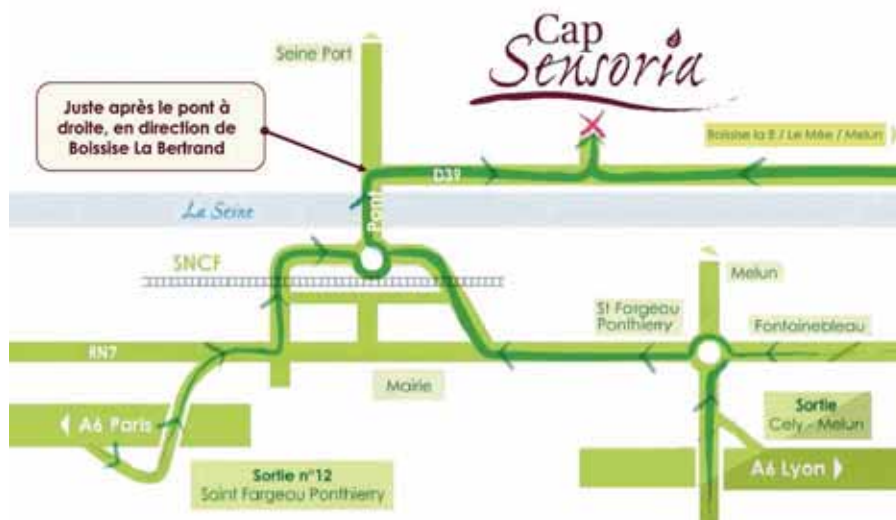 Cap
Sensoria
Seine Port
Juste après le pont à
droite, en direction de
Boissise La Bertrand
Boissise la B / Le Mée / Melun
D39
La Seine
Pont
SNCF
Melun
St Fargeau
Ponthierry
Fontainebleau
RN7
Mairie
A6 Paris
Sortie
Cely - Melun
Sortie n°12
Saint Fargeau Ponthierry
A6 Lyon